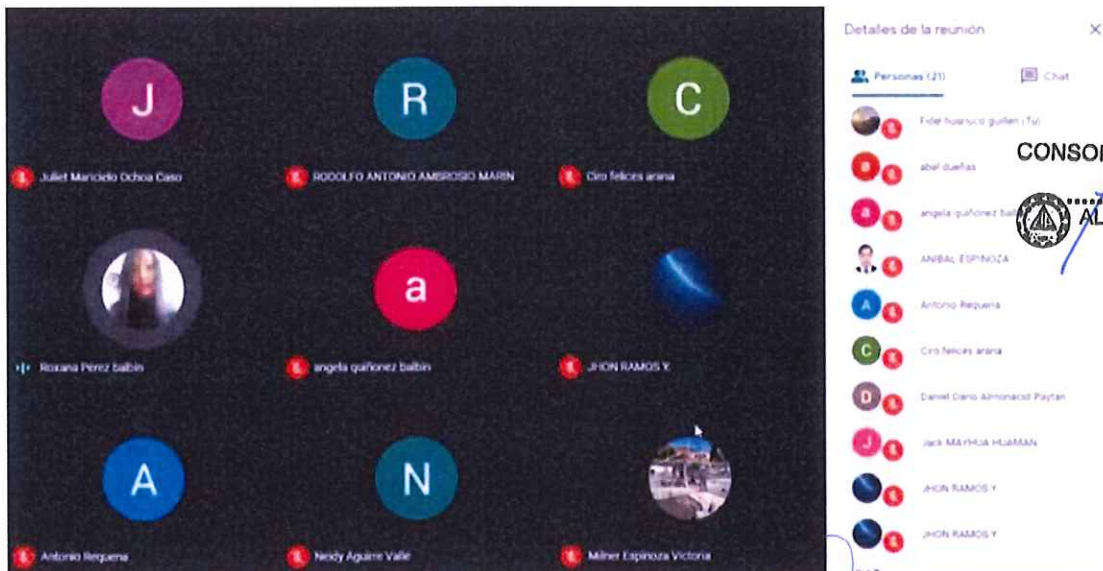 J
R
C
Juliet Maricielo Ochoa Caso
RODOLFO ANTONIO AMBROSIO MARIN
Ciro felices arana
a
Roxana Perez balbin
angela quiñonez balbin
JHON RAMOS Y.
A
N
Antonio Requena
Neidy Aguirre Valle
Milner Espinoza Victoria
Detalles de la reunión
Personas (21)
Chat
Fidel huaruco guillen (Tú)
CONSOR
a
abel dueñas
a
angela quiñonez
AL
ANIBAL ESPINOZA
A
Antonio Requena
C
Ciro felices arana
D
Daniel Dario Almonacid Paytan
J
Jack MAYHUA HUAMAN
JHON RAMOS Y
JHON RAMOS Y